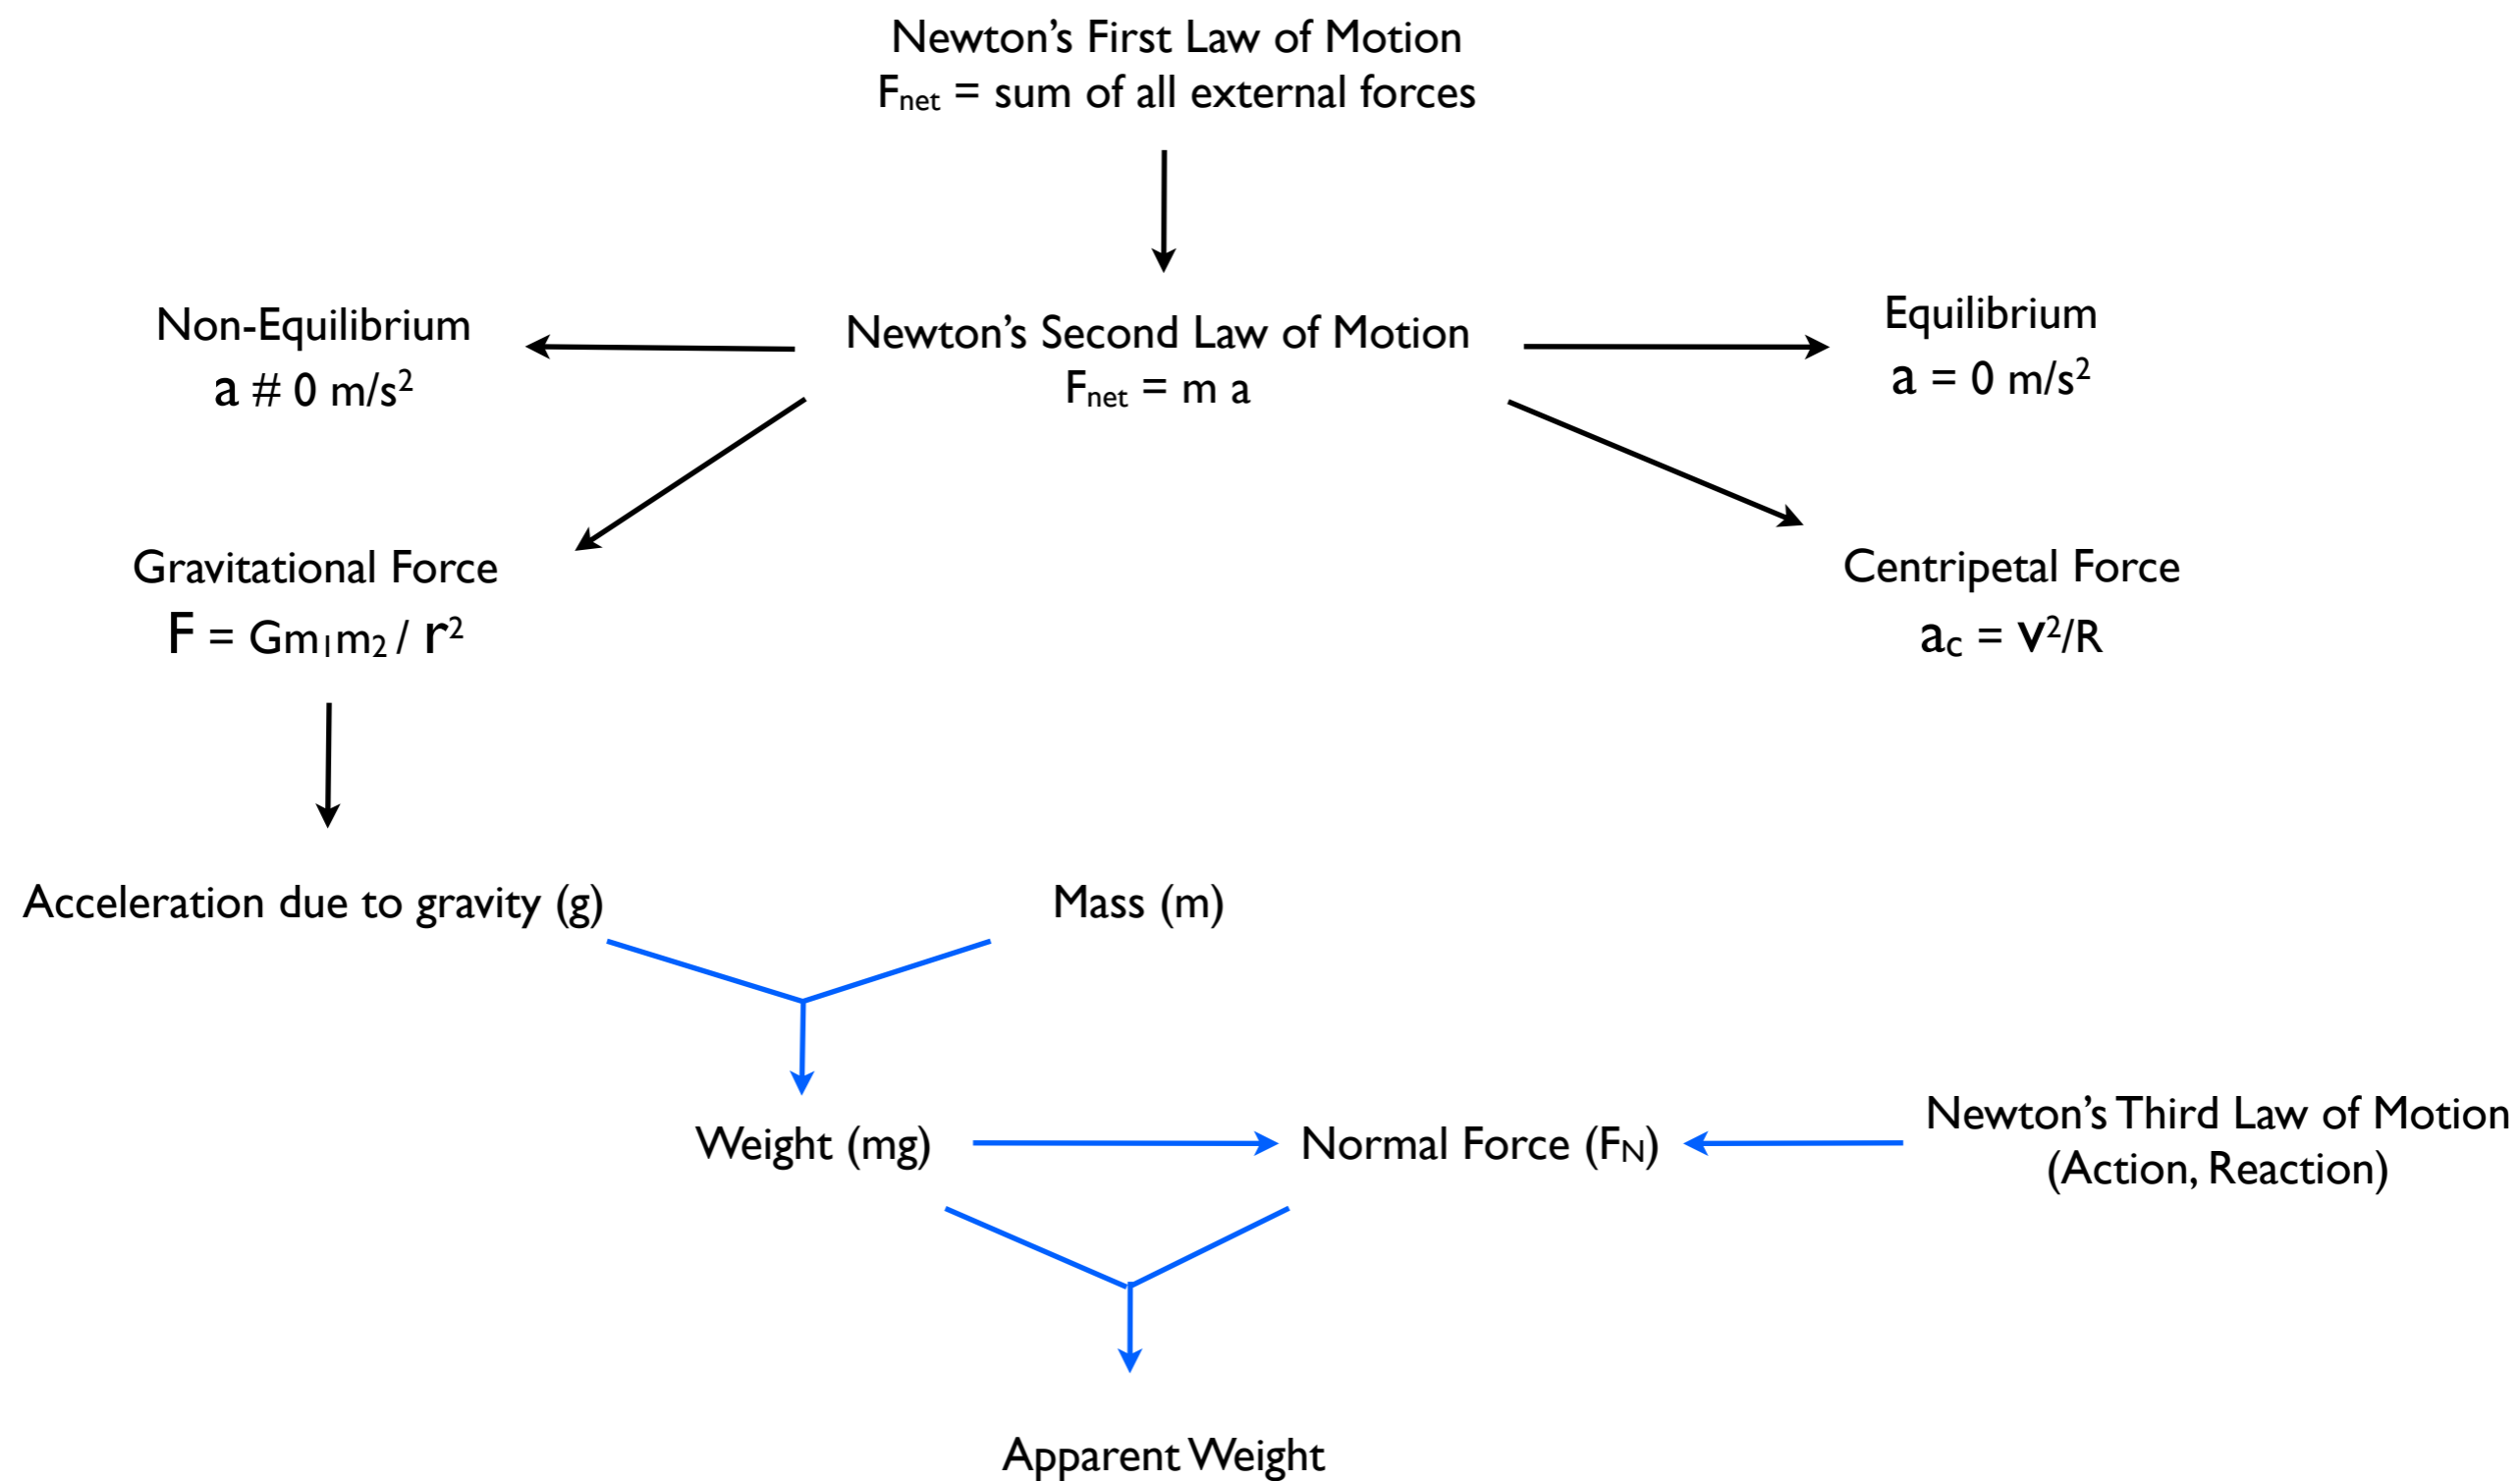 Newton’s First Law of Motion
Fnet = sum of all external forces
Non-Equilibrium
a # 0 m/s²
Newton’s Second Law of Motion
Fnet = m a
Equilibrium
a = 0 m/s²
Gravitational Force
F = Gm₁m₂ / r²
Centripetal Force
ac = v²/R
Acceleration due to gravity (g)
Mass (m)
Weight (mg)
Normal Force (FN)
Newton’s Third Law of Motion
(Action, Reaction)
Apparent Weight